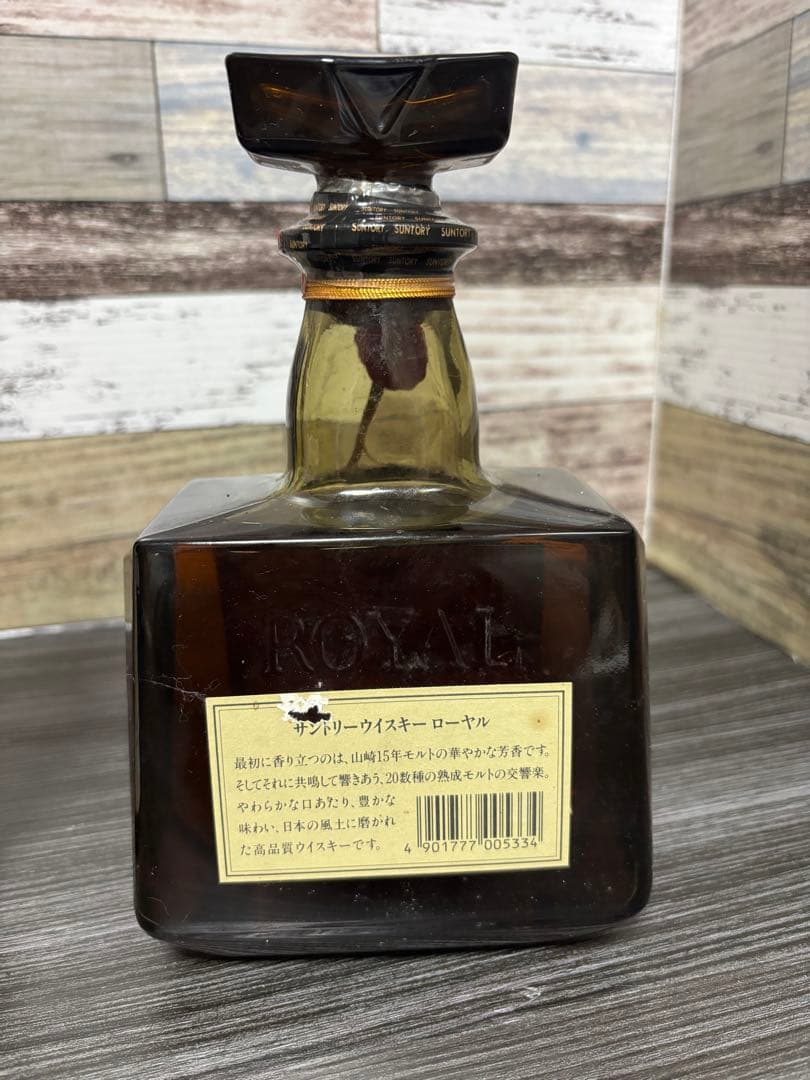 SUNTORY SUNTORY SUNTORY
ROYAL
サントリーウイスキー ローヤル
最初に香り立つのは、山崎15年モルトの華やかな芳香です。
そしてそれに共鳴して響きあう、20数種の熟成モルトの交響楽。
やわらかな口あたり、豊かな
味わい、日本の風土に磨かれ
た高品質ウイスキーです。
4 901777 005334